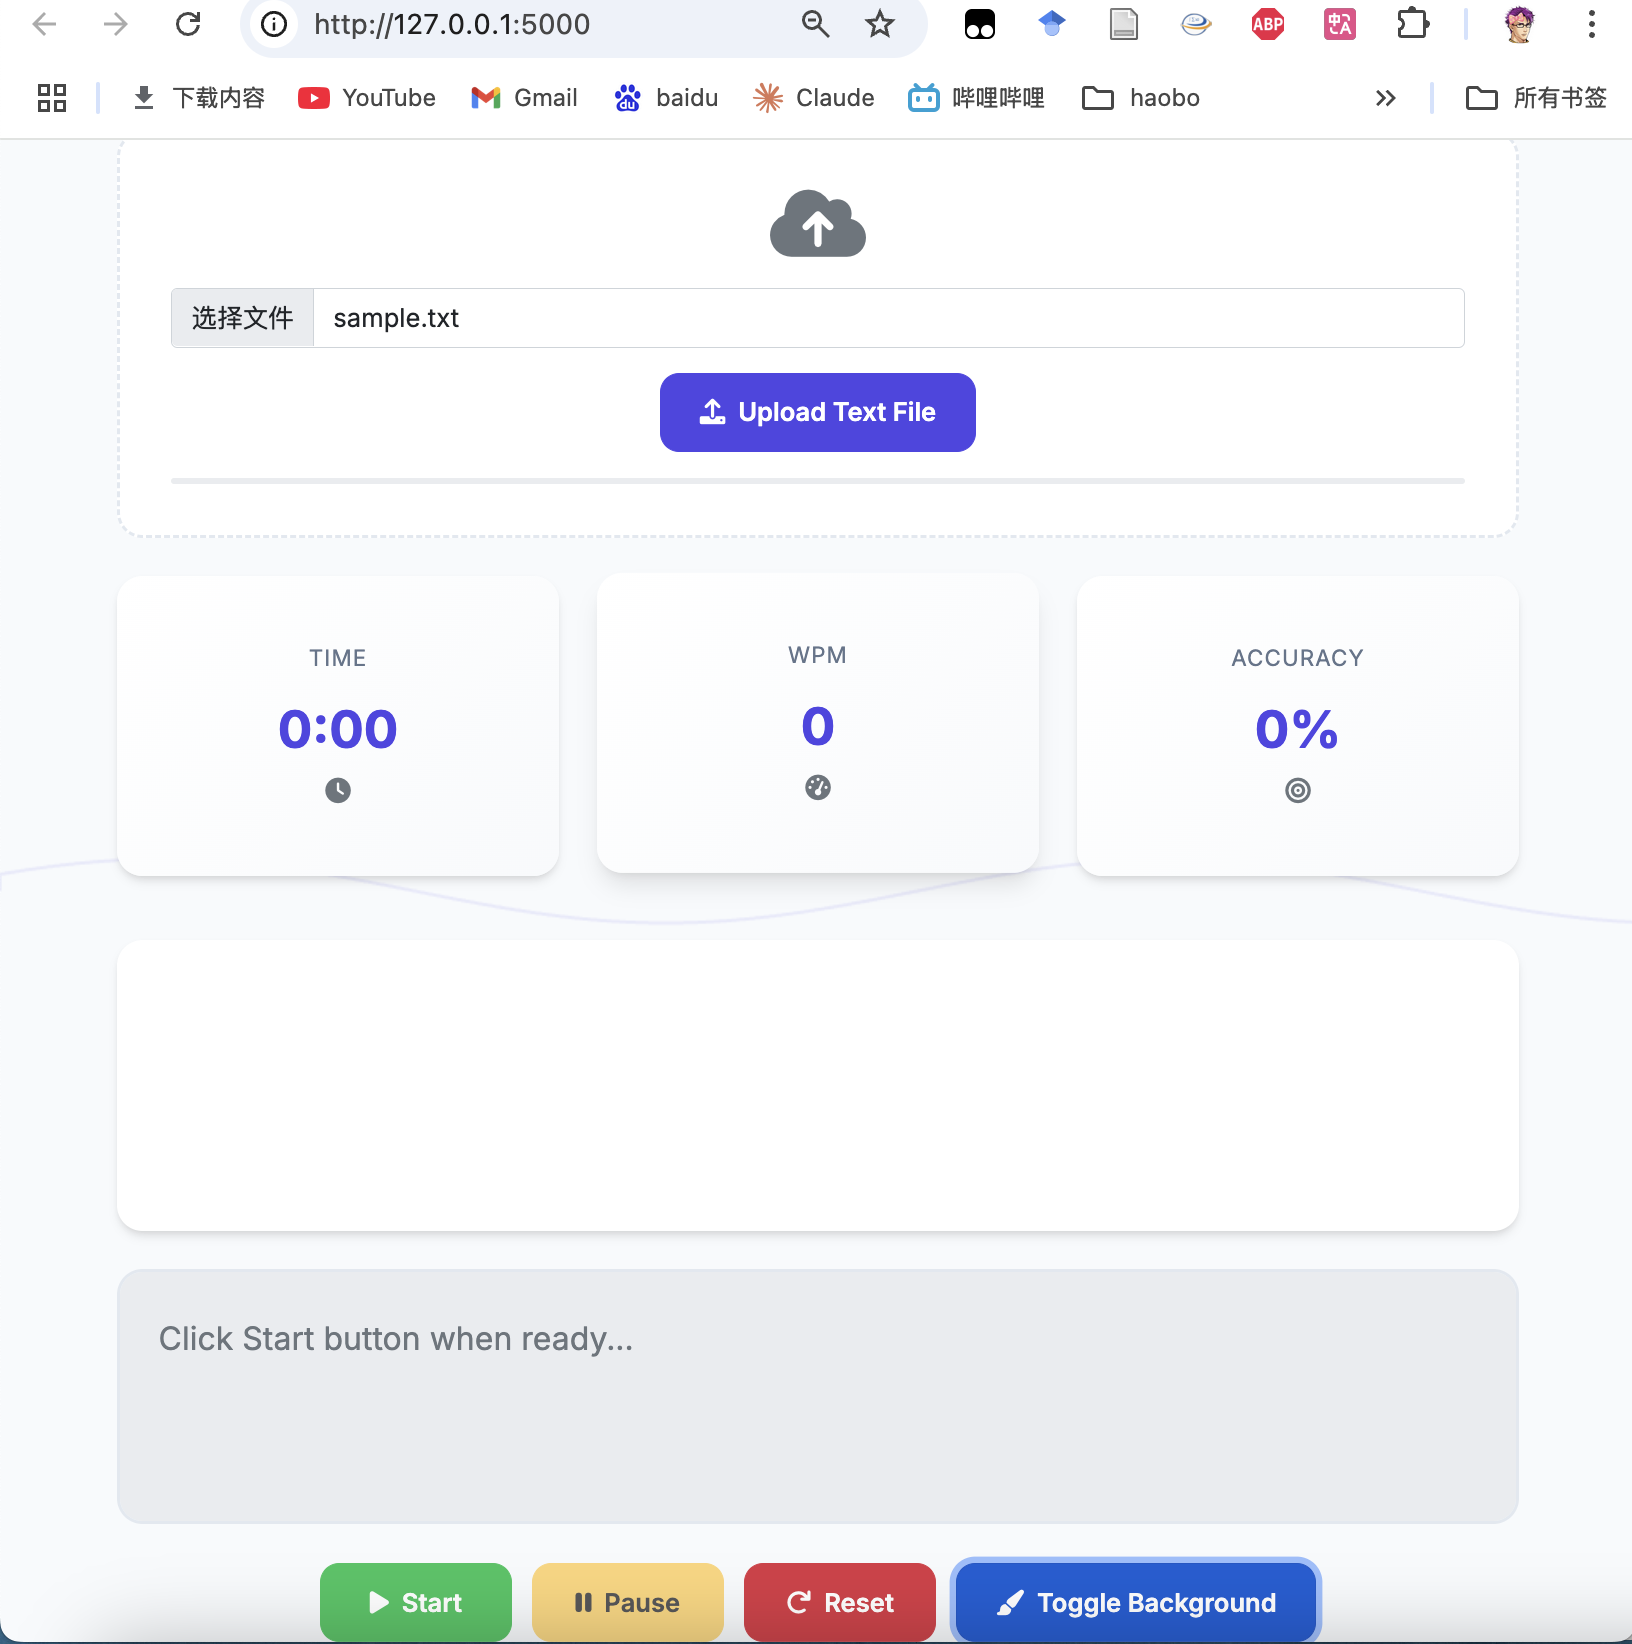 http://127.0.0.1:5000
ABP
中 A
下载内容
YouTube
Gmail
du
baidu
Claude
哔哩哔哩
haobo
所有书签
选择文件
sample.txt
Upload Text File
TIME
WPM
ACCURACY
0:00
0
0%
Click Start button when ready...
Start
Pause
Reset
Toggle Background